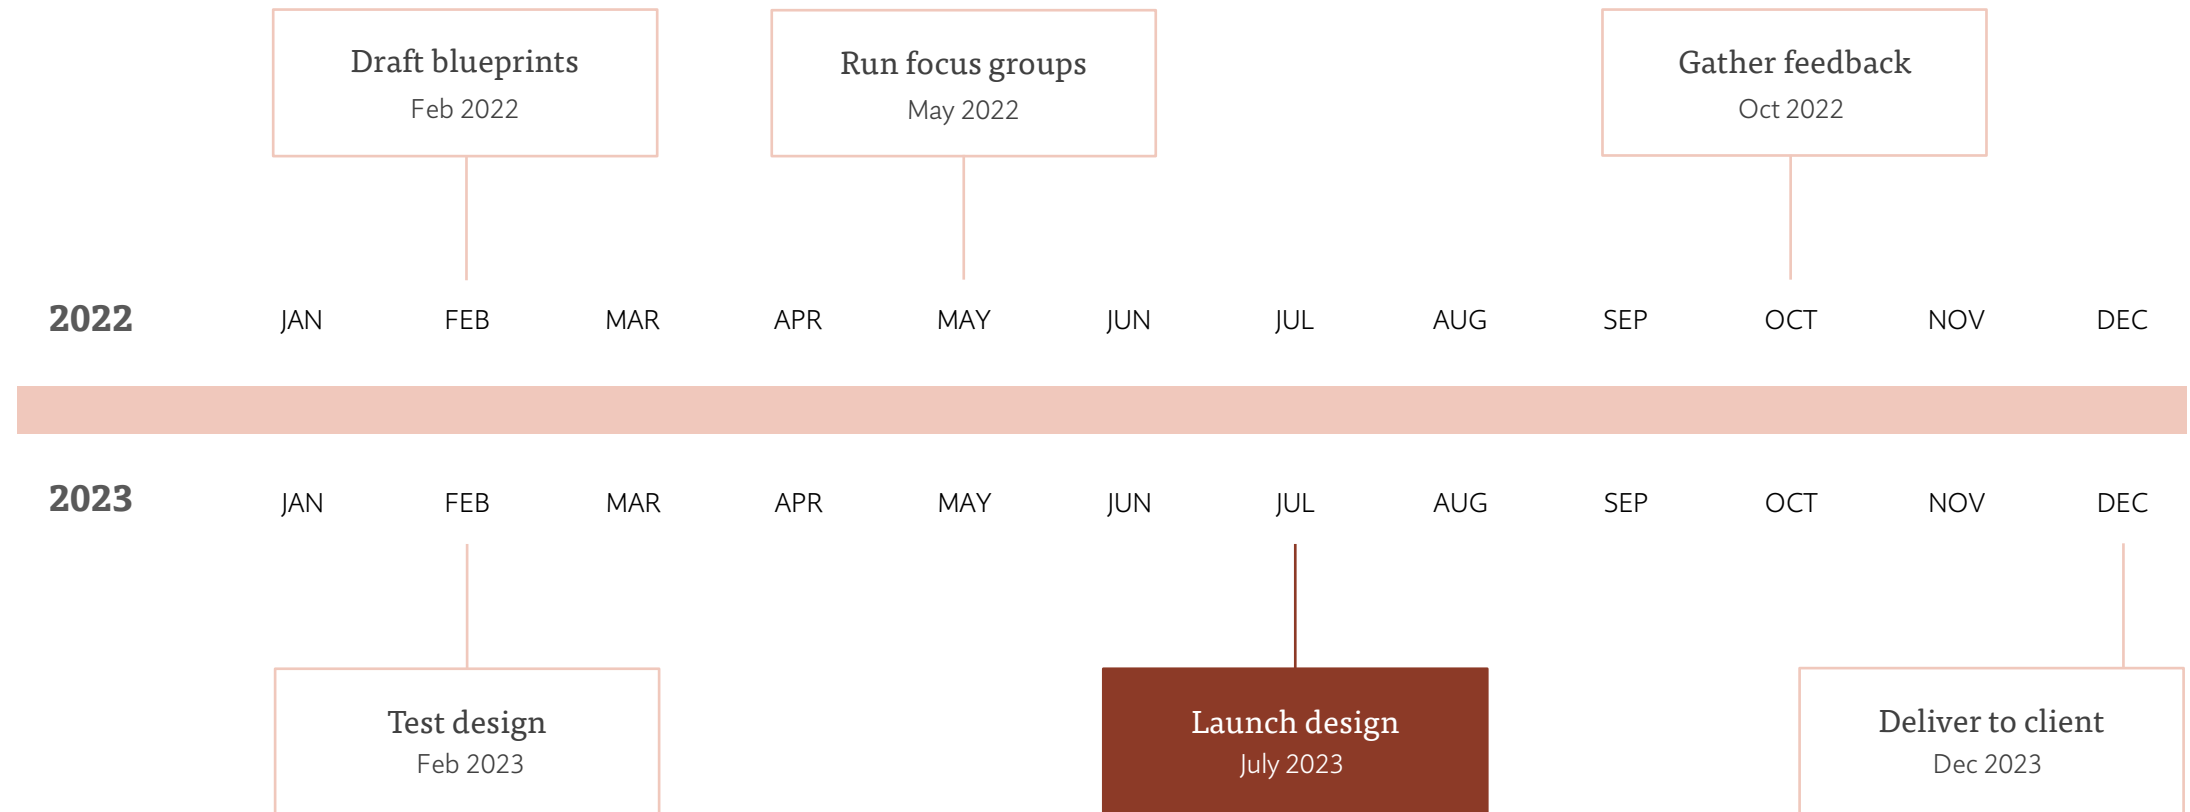 Draft blueprints
Feb 2022
Run focus groups
May 2022
Gather feedback
Oct 2022
2022 JAN FEB MAR APR MAY JUN JUL AUG SEP OCT NOV DEC
2023 JAN FEB MAR APR MAY JUN JUL AUG SEP OCT NOV DEC
Test design
Feb 2023
Launch design
July 2023
Deliver to client
Dec 2023